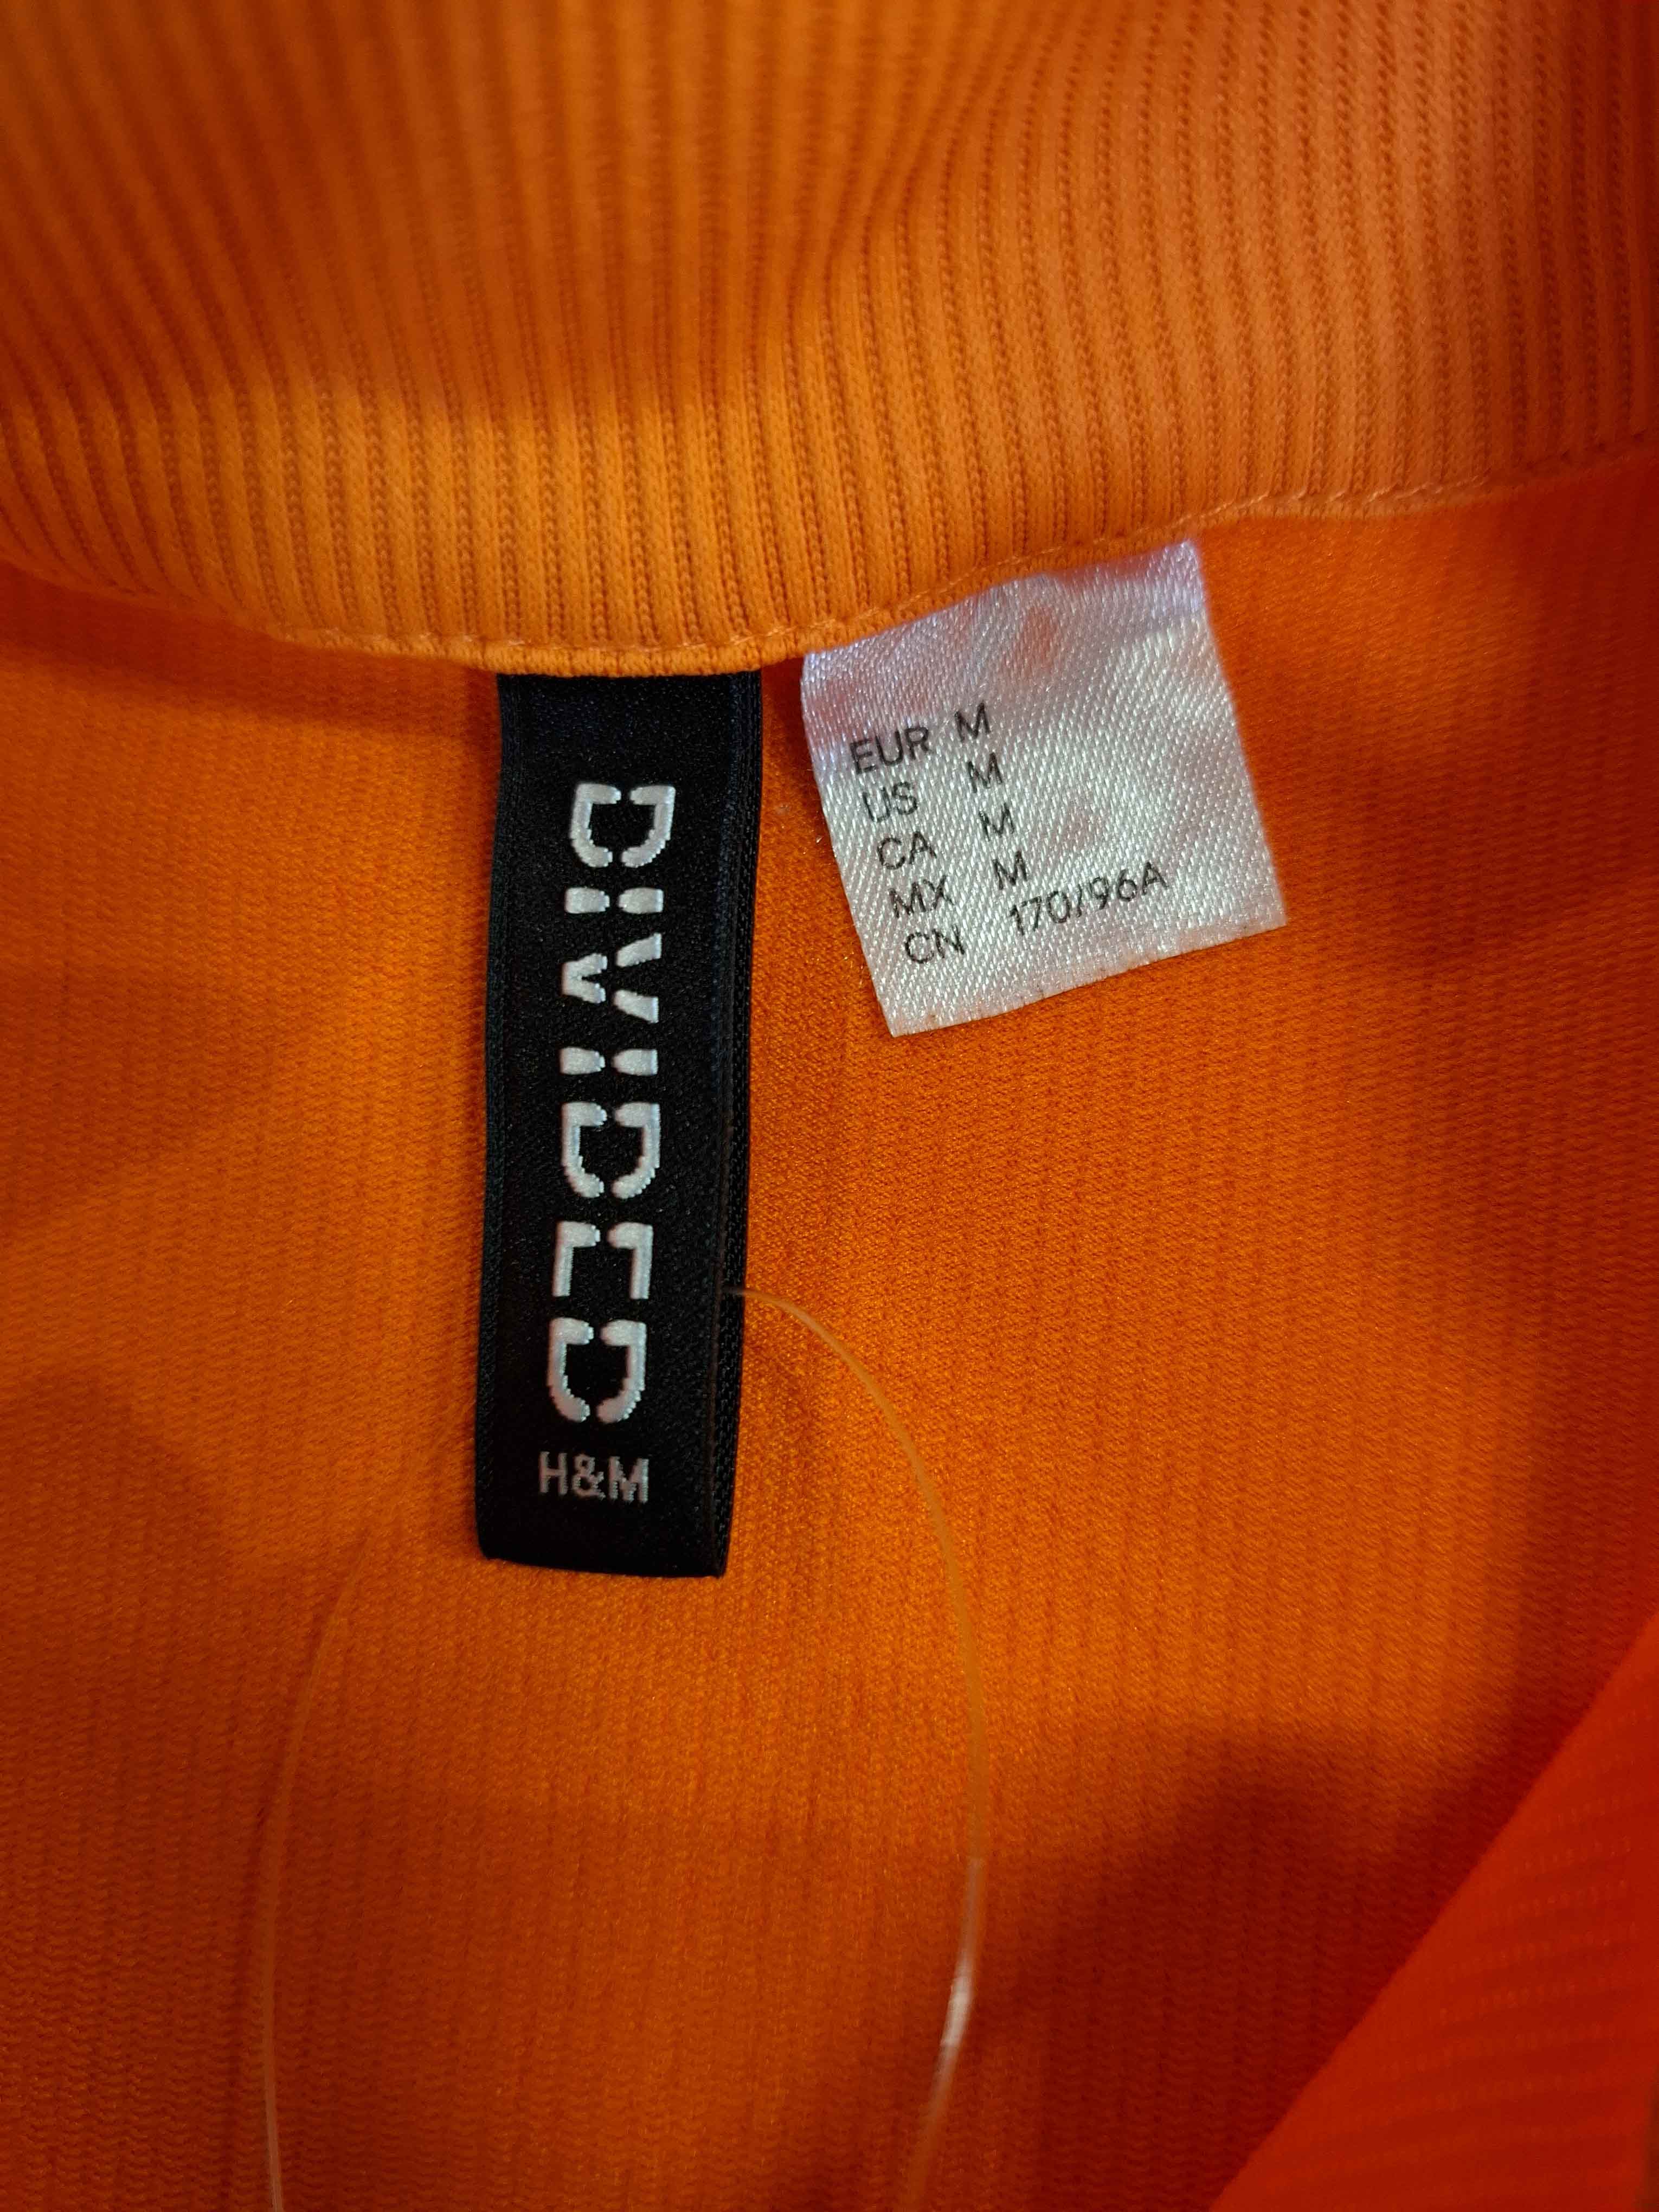 DIVIDED
H&M
EUR M
US M
CA M
MX M
CN 170/96A